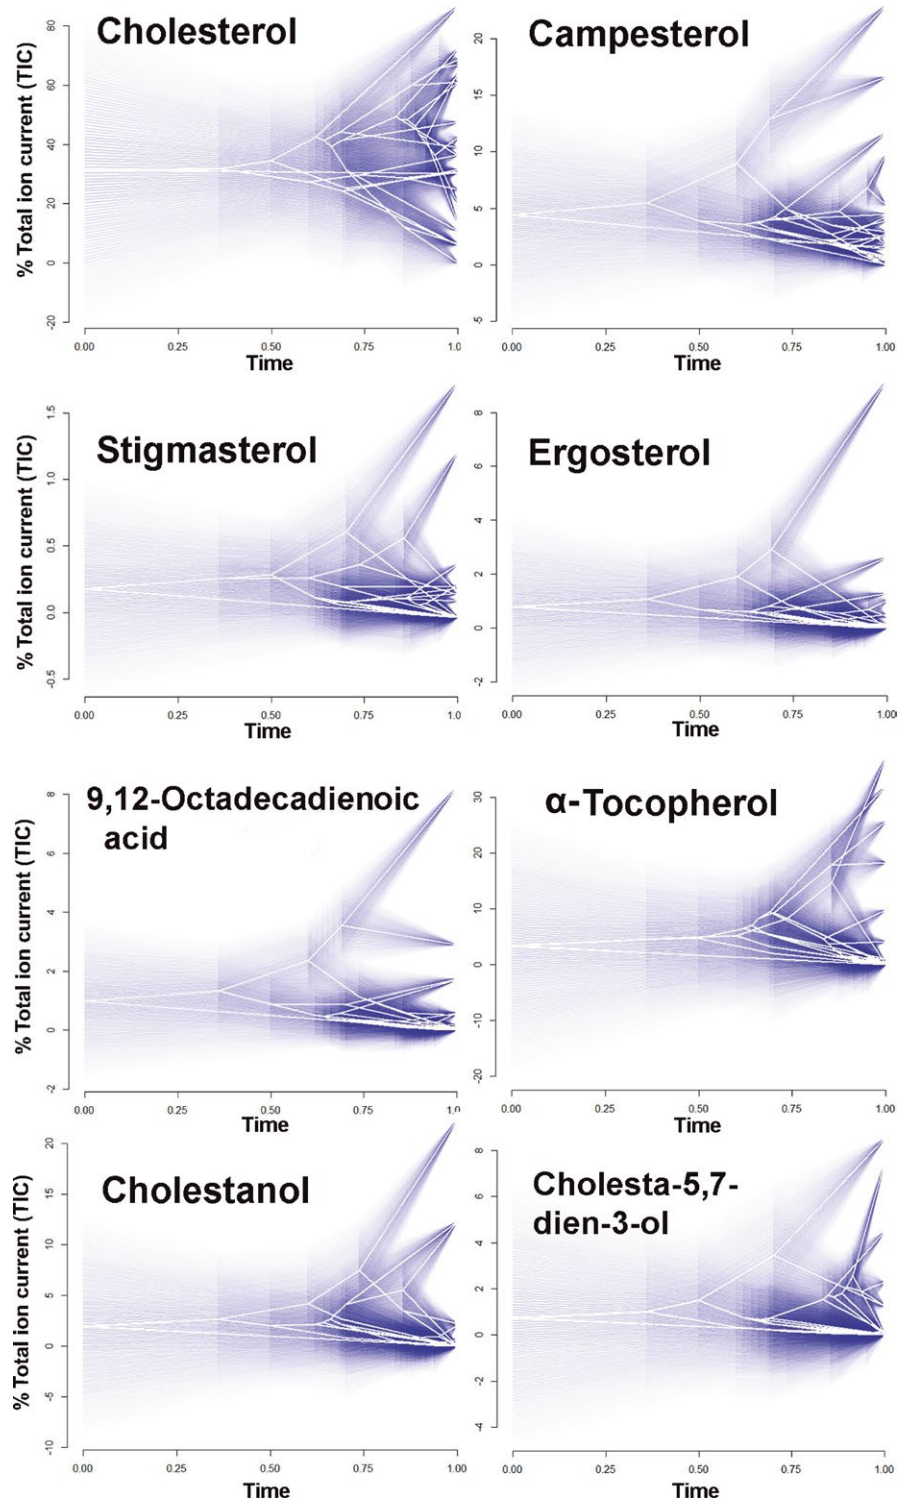 Cholesterol
% Total ion current (TIC)
80
60
40
20
0
-20
0.00 0.25 0.50 0.75 1.0
Time
Campesterol
20
15
10
5
0
-5
0.00 0.25 0.50 0.75 1.00
Time
Stigmasterol
% Total ion current (TIC)
1.5
1.0
0.5
0.0
-0.5
0.00 0.25 0.50 0.75 1.00
Time
Ergosterol
8
6
4
2
0
-2
0.00 0.25 0.50 0.75 1.00
Time
9,12-Octadecadienoic
acid
% Total ion current (TIC)
8
6
4
2
0
-2
0.00 0.25 0.50 0.75 1.0
Time
α-Tocopherol
30
20
10
0
-10
-20
0.00 0.25 0.50 0.75 1.00
Time
Cholestanol
% Total ion current (TIC)
20
15
10
5
0
-5
-10
0.00 0.25 0.50 0.75 1.00
Time
Cholesta-5,7-
dien-3-ol
8
6
4
2
0
-2
-4
0.00 0.25 0.50 0.75 1.00
Time